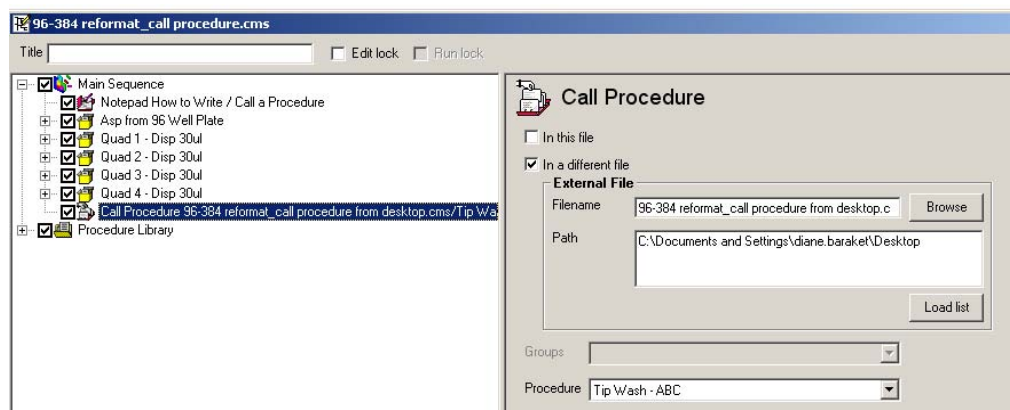 96-384 reformat_call procedure.cms
Title
Edit lock
Run lock
Main Sequence
Notepad How to Write / Call a Procedure
Asp from 96 Well Plate
Quad 1 - Disp 30ul
Quad 2 - Disp 30ul
Quad 3 - Disp 30ul
Quad 4 - Disp 30ul
Call Procedure 96-384 reformat_call procedure from desktop.cms/Tip Wa
Procedure Library
Call Procedure
In this file
In a different file
External File
Filename
96-384 reformat_call procedure from desktop.c
Browse
Path
C:\Documents and Settings\diane.baraket\Desktop
Load list
Groups
Procedure
Tip Wash - ABC